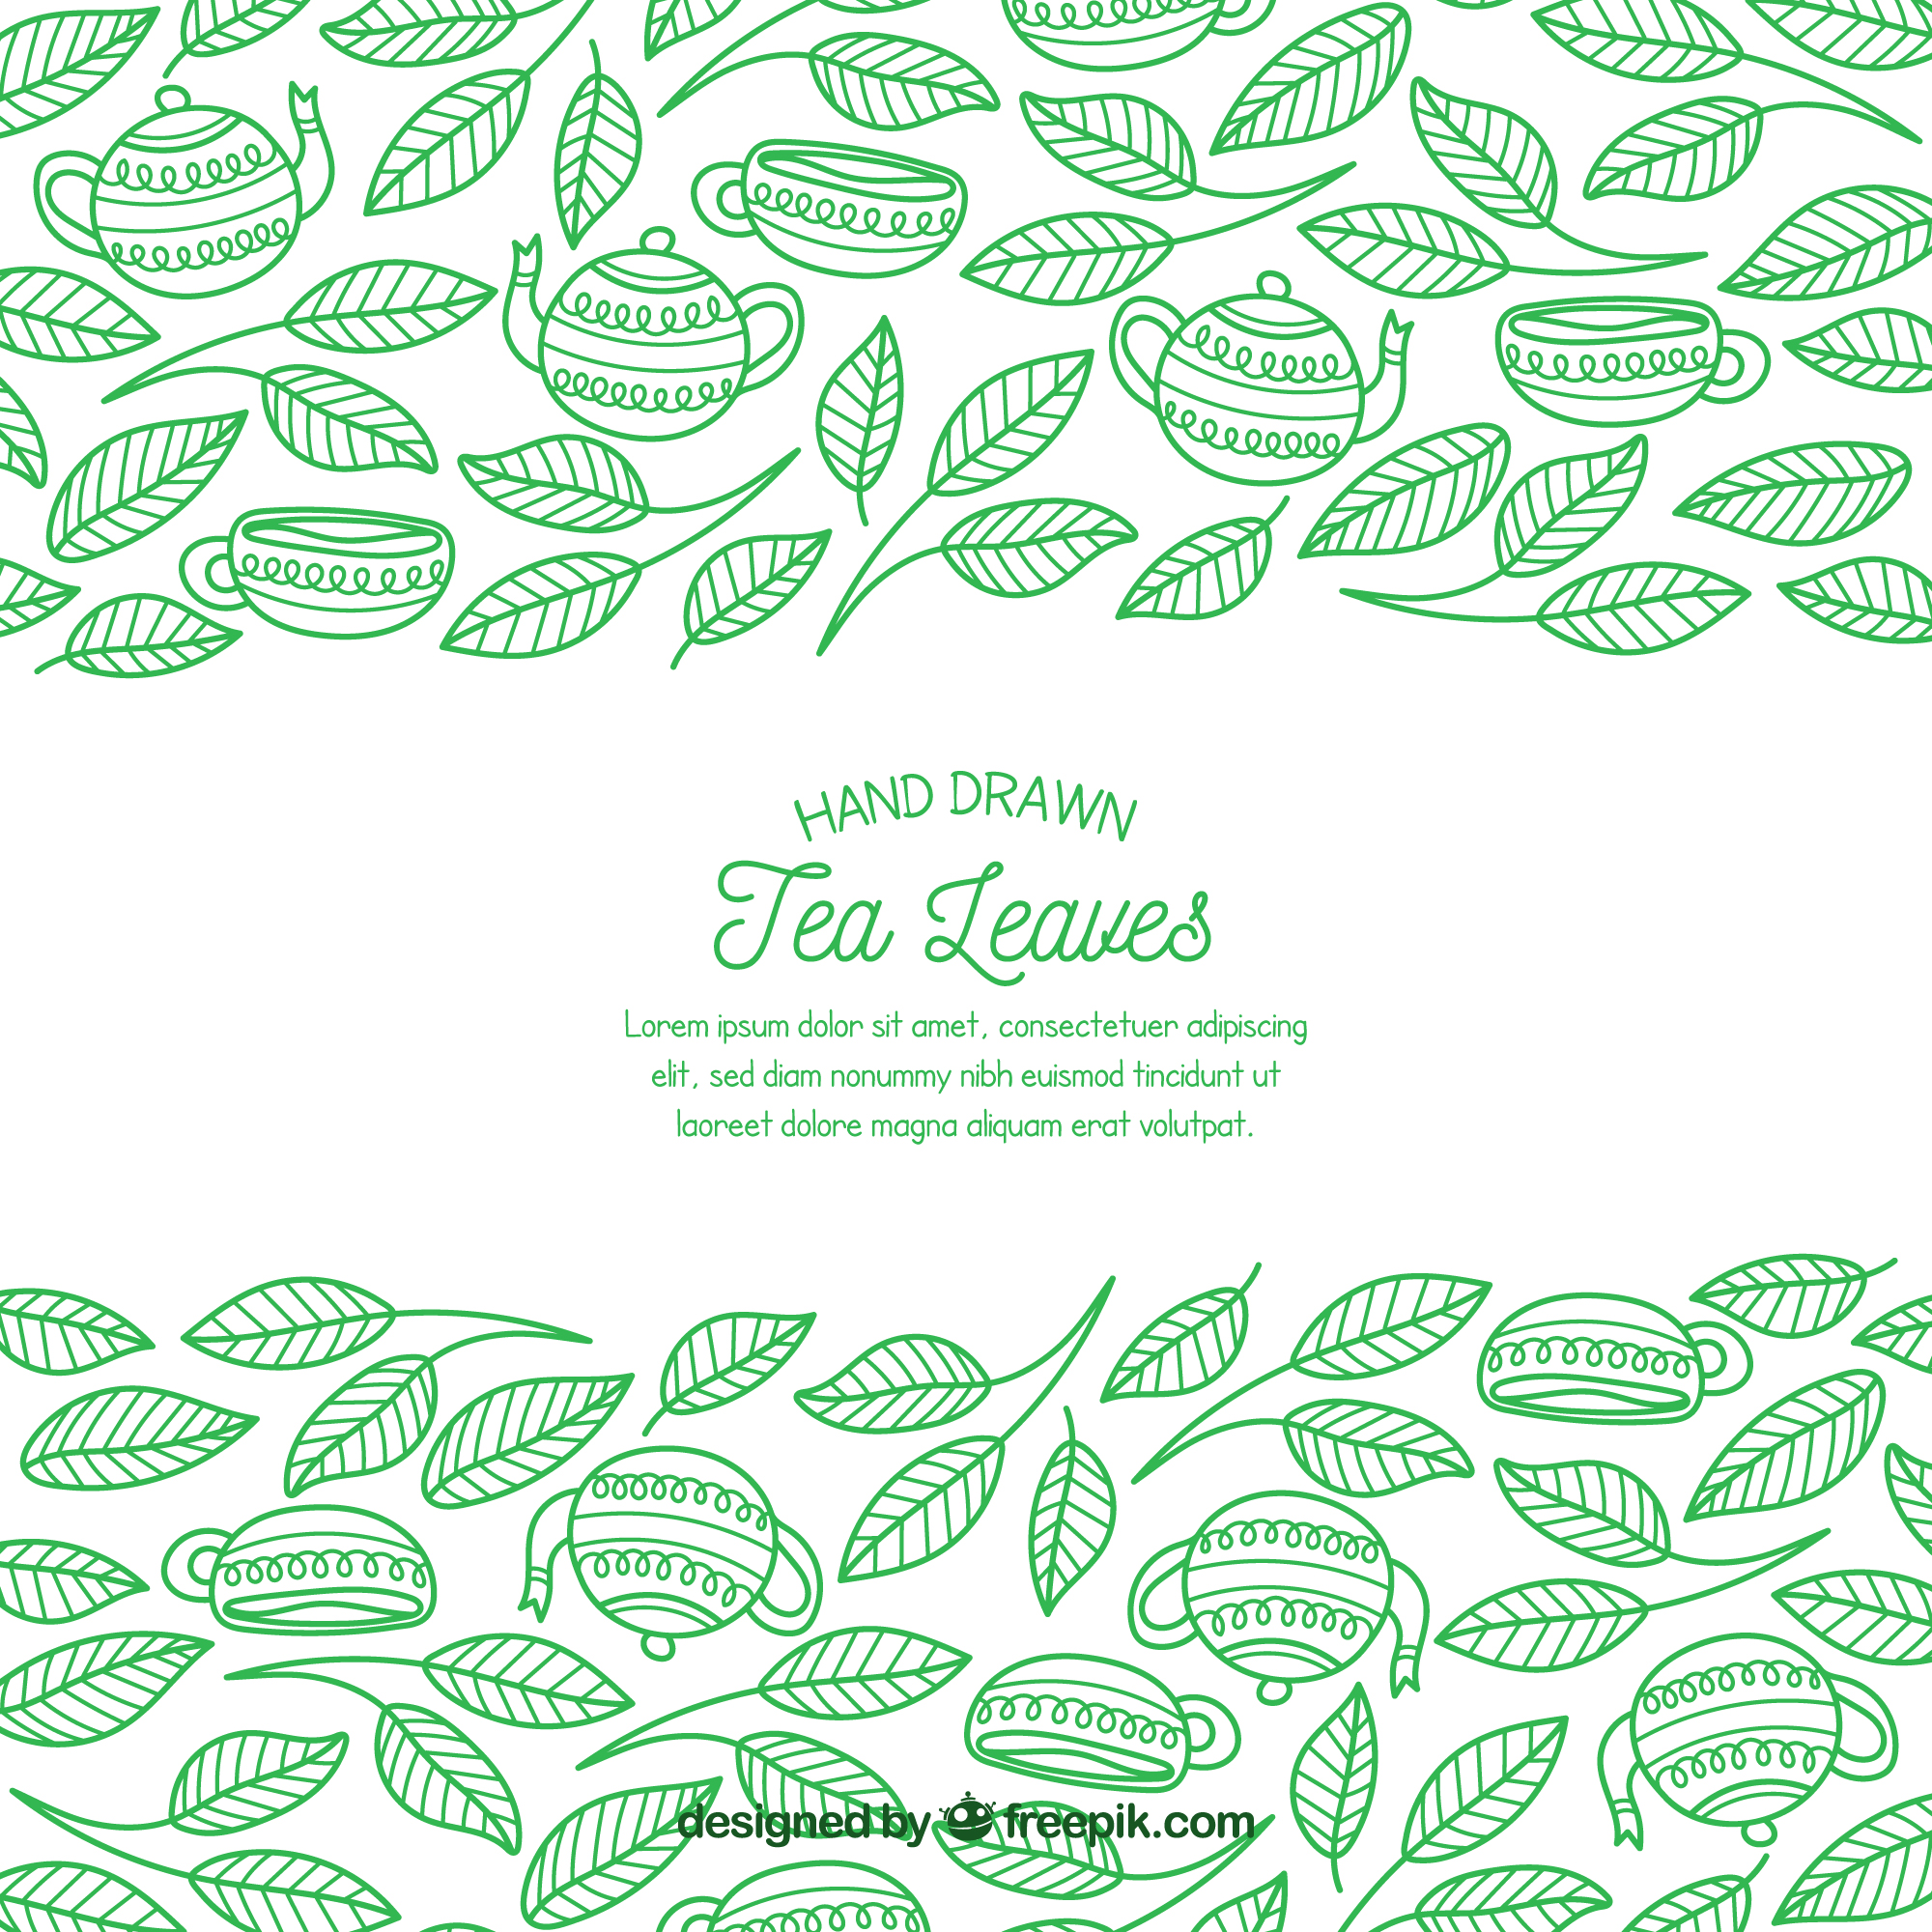 HAND DRAWN
Tea Leaves
Lorem ipsum dolor sit amet, consectetuer adipiscing
elit, sed diam nonummy nibh euismod tincidunt ut
laoreet dolore magna aliquam erat volutpat.
designed by freepik.com